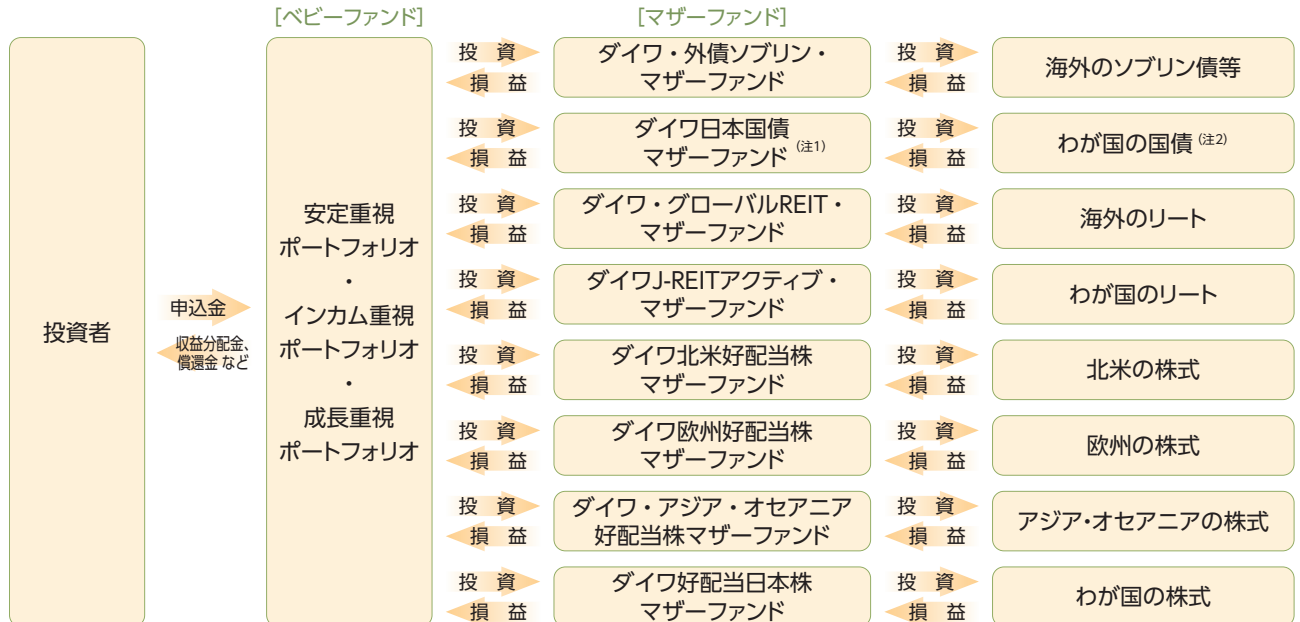 [ベビーファンド]
[マザーファンド]
投資者
申込金
収益分配金、
償還金 など
安定重視
ポートフォリオ
・
インカム重視
ポートフォリオ
・
成長重視
ポートフォリオ
投 資
損 益
ダイワ・外債ソブリン・
マザーファンド
投 資
損 益
海外のソブリン債等
投 資
損 益
ダイワ日本国債
マザーファンド (注1)
投 資
損 益
わが国の国債 (注2)
投 資
損 益
ダイワ・グローバルREIT・
マザーファンド
投 資
損 益
海外のリート
投 資
損 益
ダイワJ-REITアクティブ・
マザーファンド
投 資
損 益
わが国のリート
投 資
損 益
ダイワ北米好配当株
マザーファンド
投 資
損 益
北米の株式
投 資
損 益
ダイワ欧州好配当株
マザーファンド
投 資
損 益
欧州の株式
投 資
損 益
ダイワ・アジア・オセアニア
好配当株マザーファンド
投 資
損 益
アジア・オセアニアの株式
投 資
損 益
ダイワ好配当日本株
マザーファンド
投 資
損 益
わが国の株式